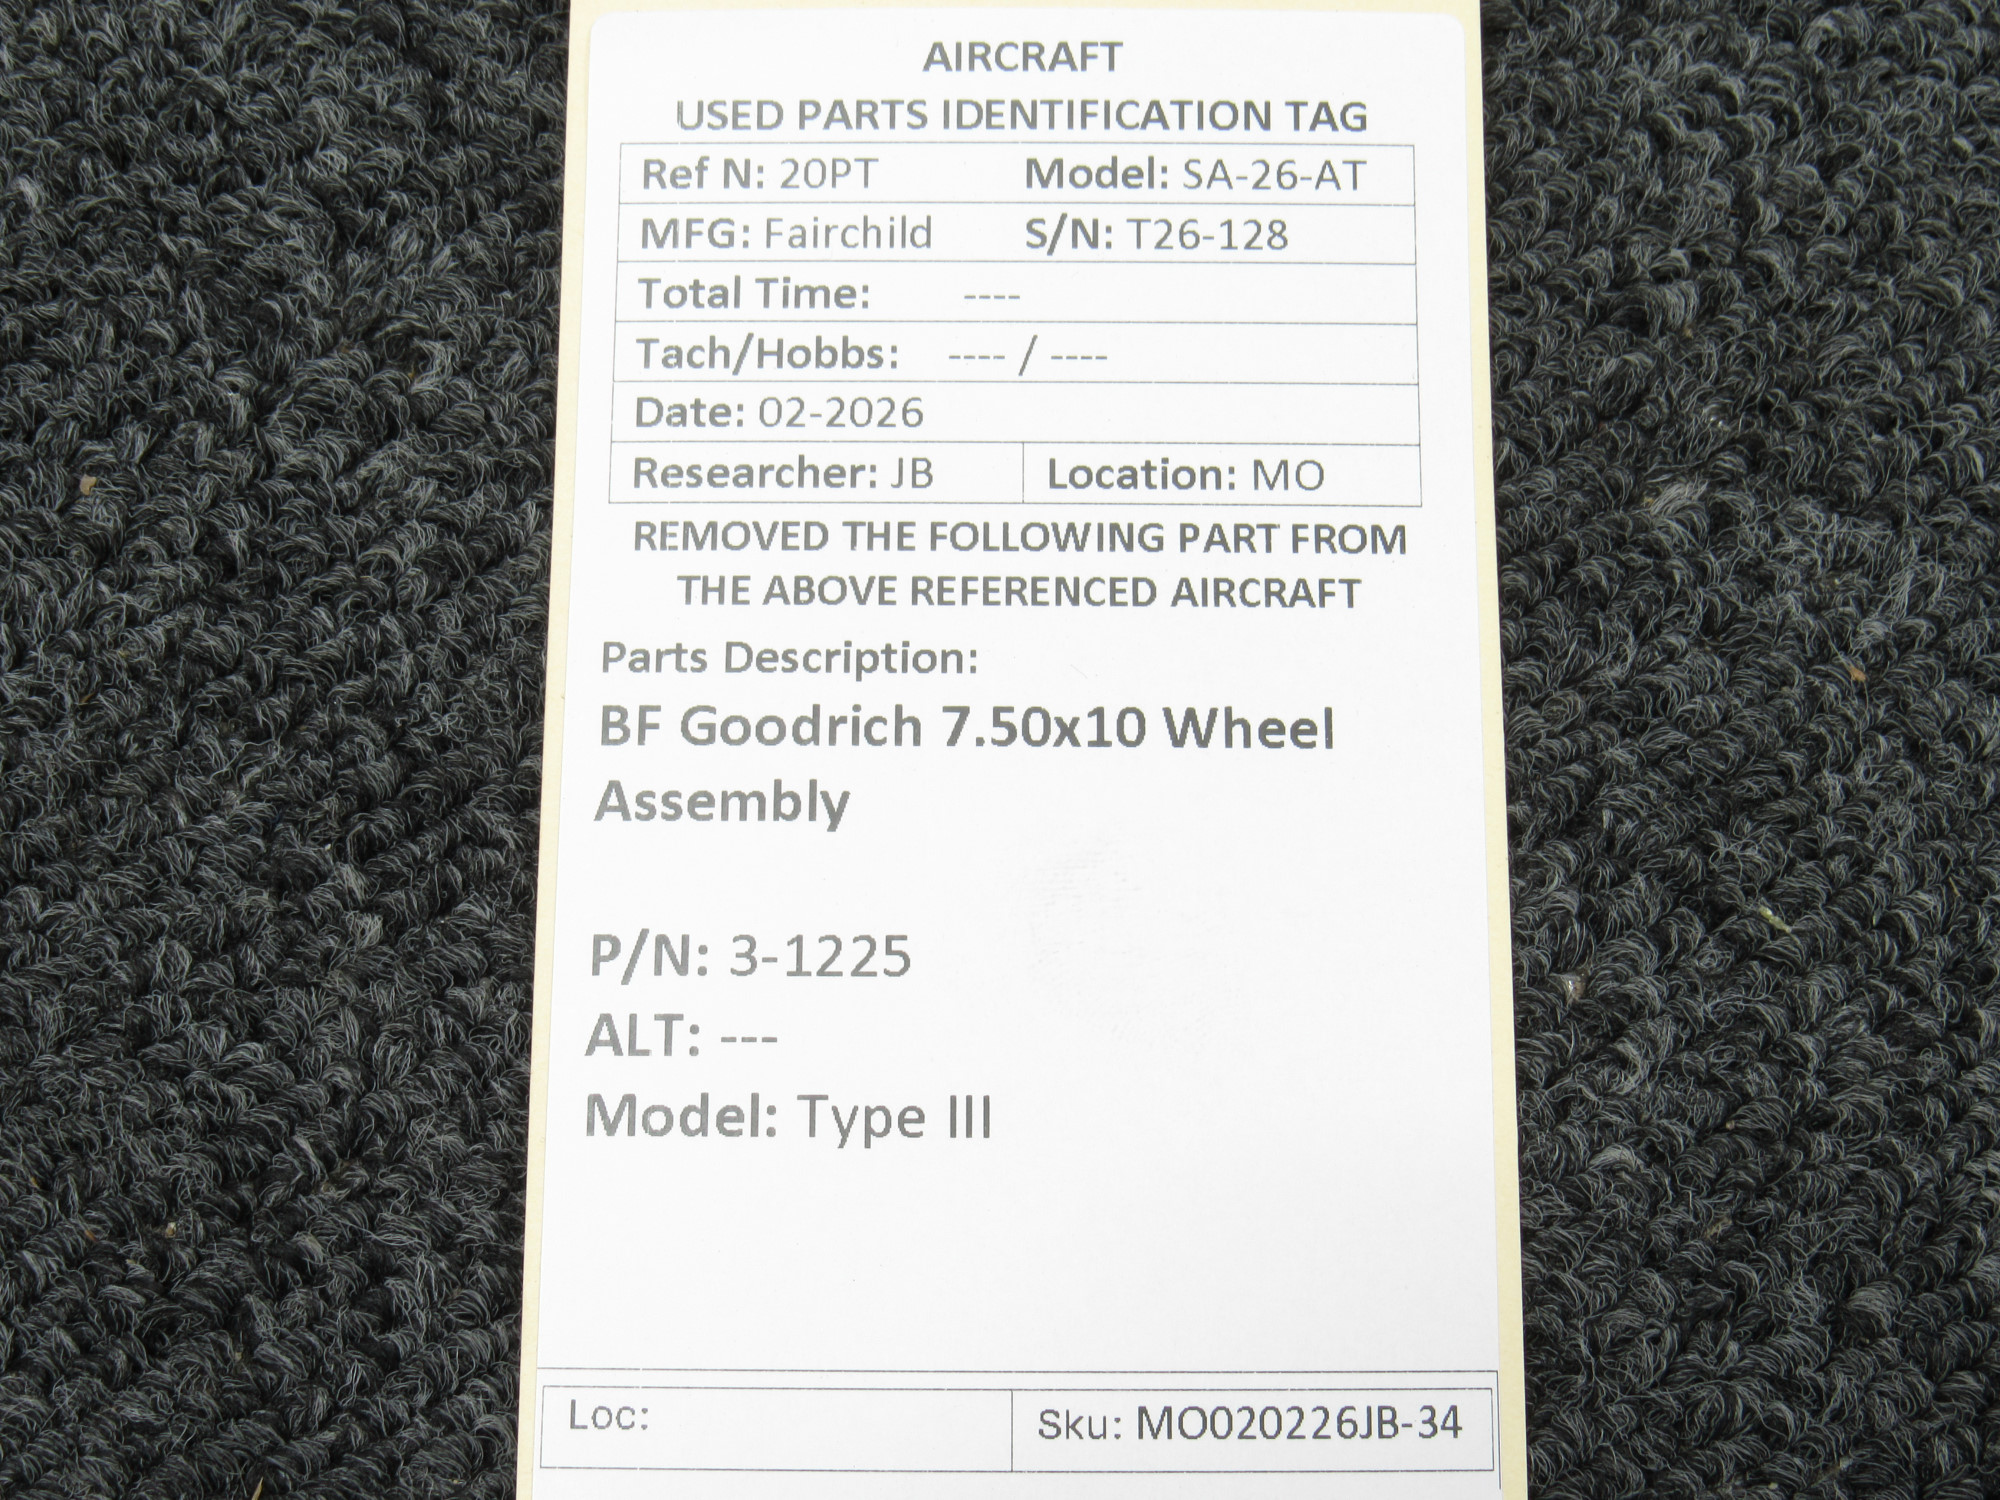 AIRCRAFT
USED PARTS IDENTIFICATION TAG
Ref N: 20PT Model: SA-26-AT
MFG: Fairchild S/N: T26-128
Total Time: ----
Tach/Hobbs: ---- / ----
Date: 02-2026
Researcher: JB Location: MO
REMOVED THE FOLLOWING PART FROM
THE ABOVE REFERENCED AIRCRAFT
Parts Description:
BF Goodrich 7.50x10 Wheel
Assembly
P/N: 3-1225
ALT: ---
Model: Type III
Loc: Sku: MO020226JB-34